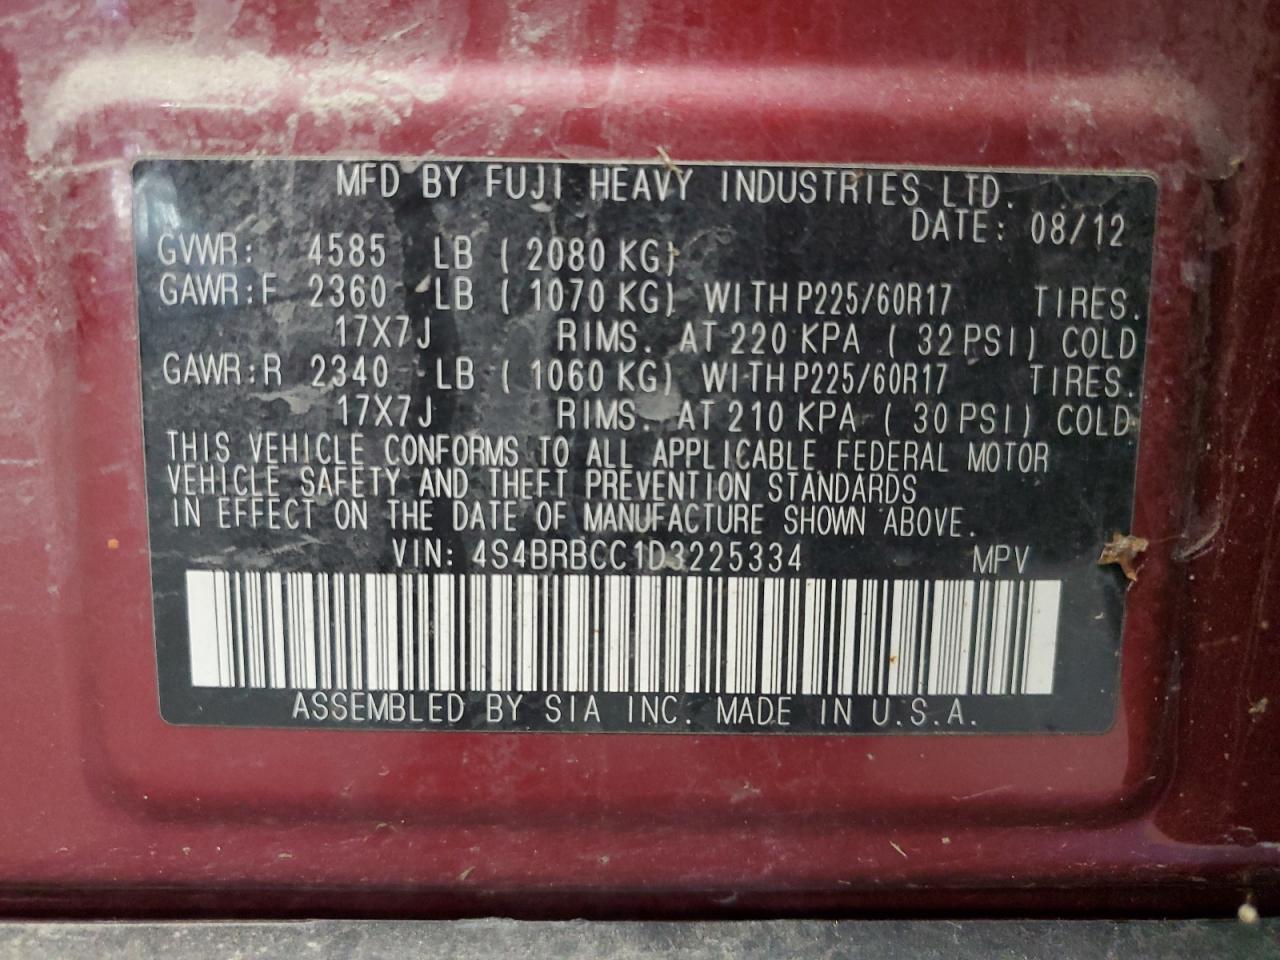 MFD BY FUJI HEAVY INDUSTRIES LTD.
DATE: 08/12
GVWR: 4585 LB (2080 KG)
GAWR:F 2360 LB (1070 KG) WITH P225/60R17 TIRES.
17X7J RIMS. AT 220 KPA (32 PSI) COLD
GAWR:R 2340 LB (1060 KG) WITH P225/60R17 TIRES.
17X7J RIMS. AT 210 KPA (30 PSI) COLD
THIS VEHICLE CONFORMS TO ALL APPLICABLE FEDERAL MOTOR
VEHICLE SAFETY AND THEFT PREVENTION STANDARDS
IN EFFECT ON THE DATE OF MANUFACTURE SHOWN ABOVE.
VIN: 4S4BRBCC1D3225334 MPV
ASSEMBLED BY SIA INC. MADE IN U.S.A.